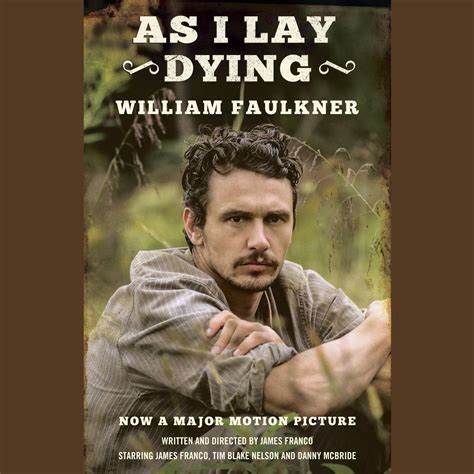 AS I LAY
DYING
WILLIAM FAULKNER
NOW A MAJOR MOTION PICTURE
WRITTEN AND DIRECTED BY JAMES FRANCO
STARRING JAMES FRANCO, TIM BLAKE NELSON AND DANNY MCBRIDE